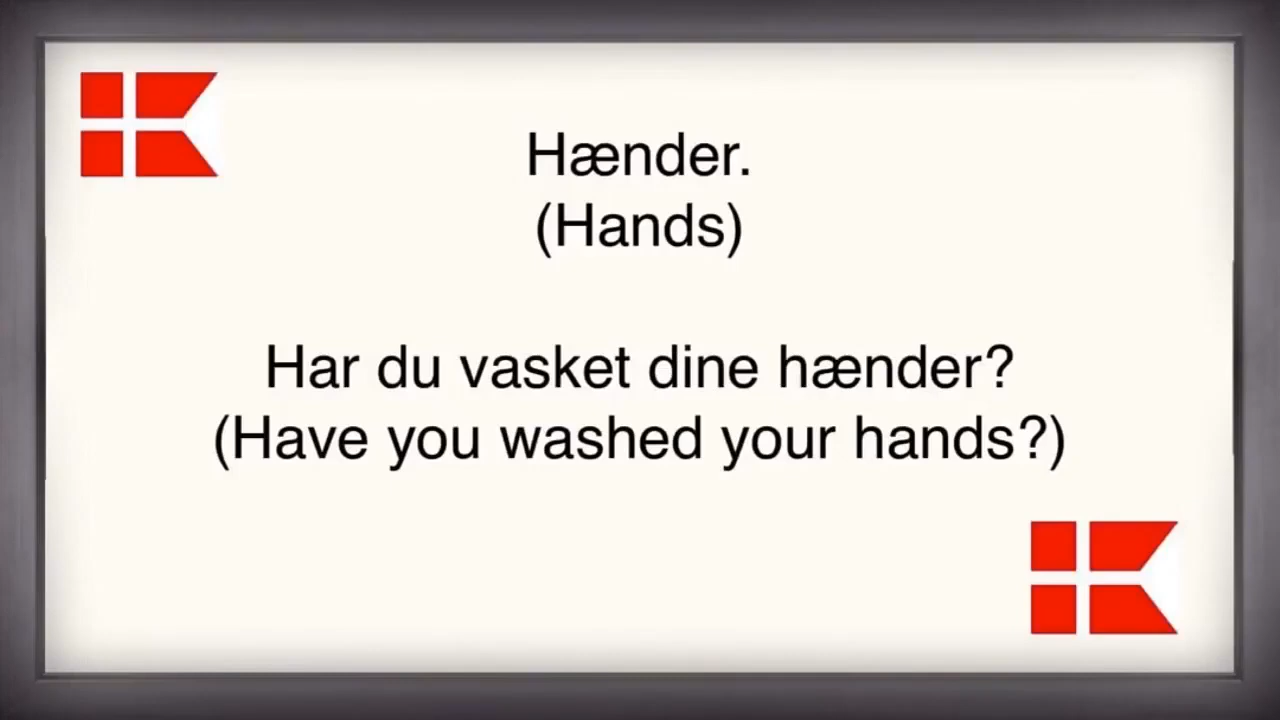 Hænder.
(Hands)
Har du vasket dine hænder?
(Have you washed your hands?)